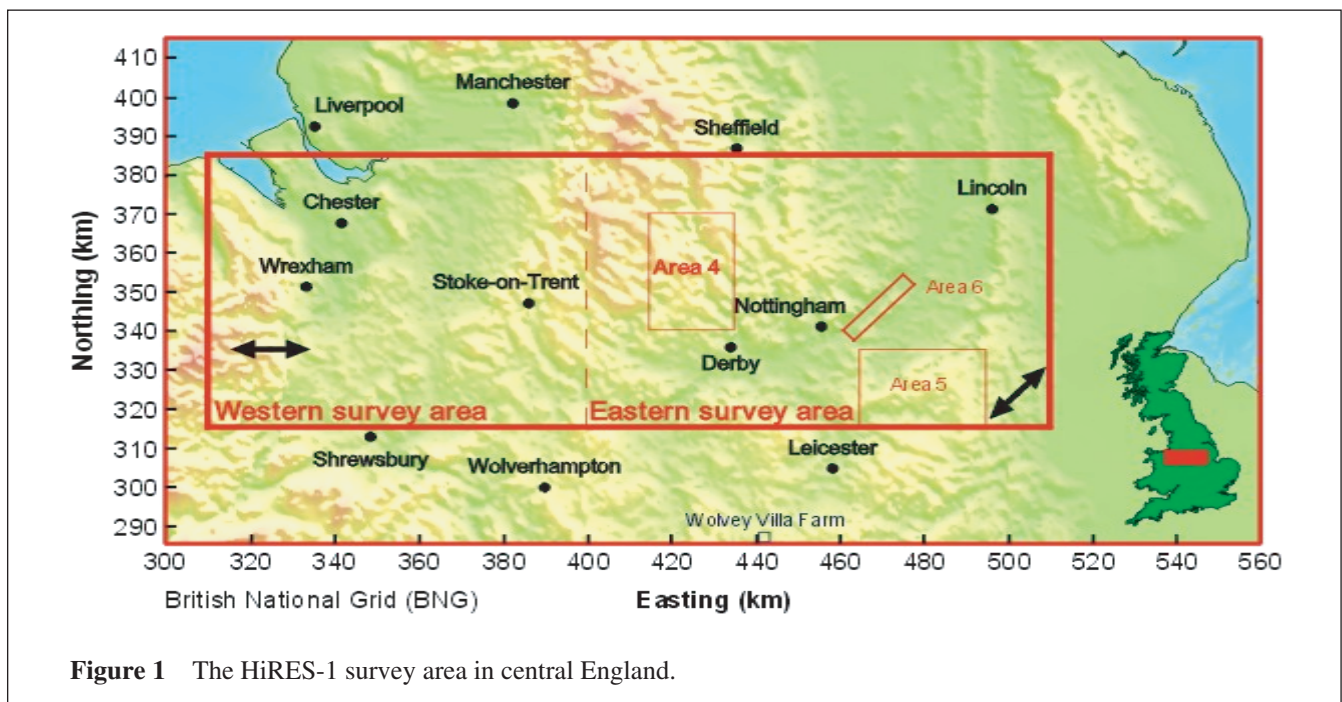 410
400
390
380
370
360
350
340
330
320
310
300
290
Northing (km)
Manchester
Liverpool
Sheffield
Lincoln
Chester
Wrexham
Area 4
Stoke-on-Trent
Area 6
Nottingham
Derby
Area 5
Western survey area
Eastern survey area
Shrewsbury
Leicester
Wolverhampton
Wolvey Villa Farm
300 320 340 360 380 400 420 440 460 480 500 520 540 560
British National Grid (BNG)
Easting (km)
Figure 1 The HiRES-1 survey area in central England.